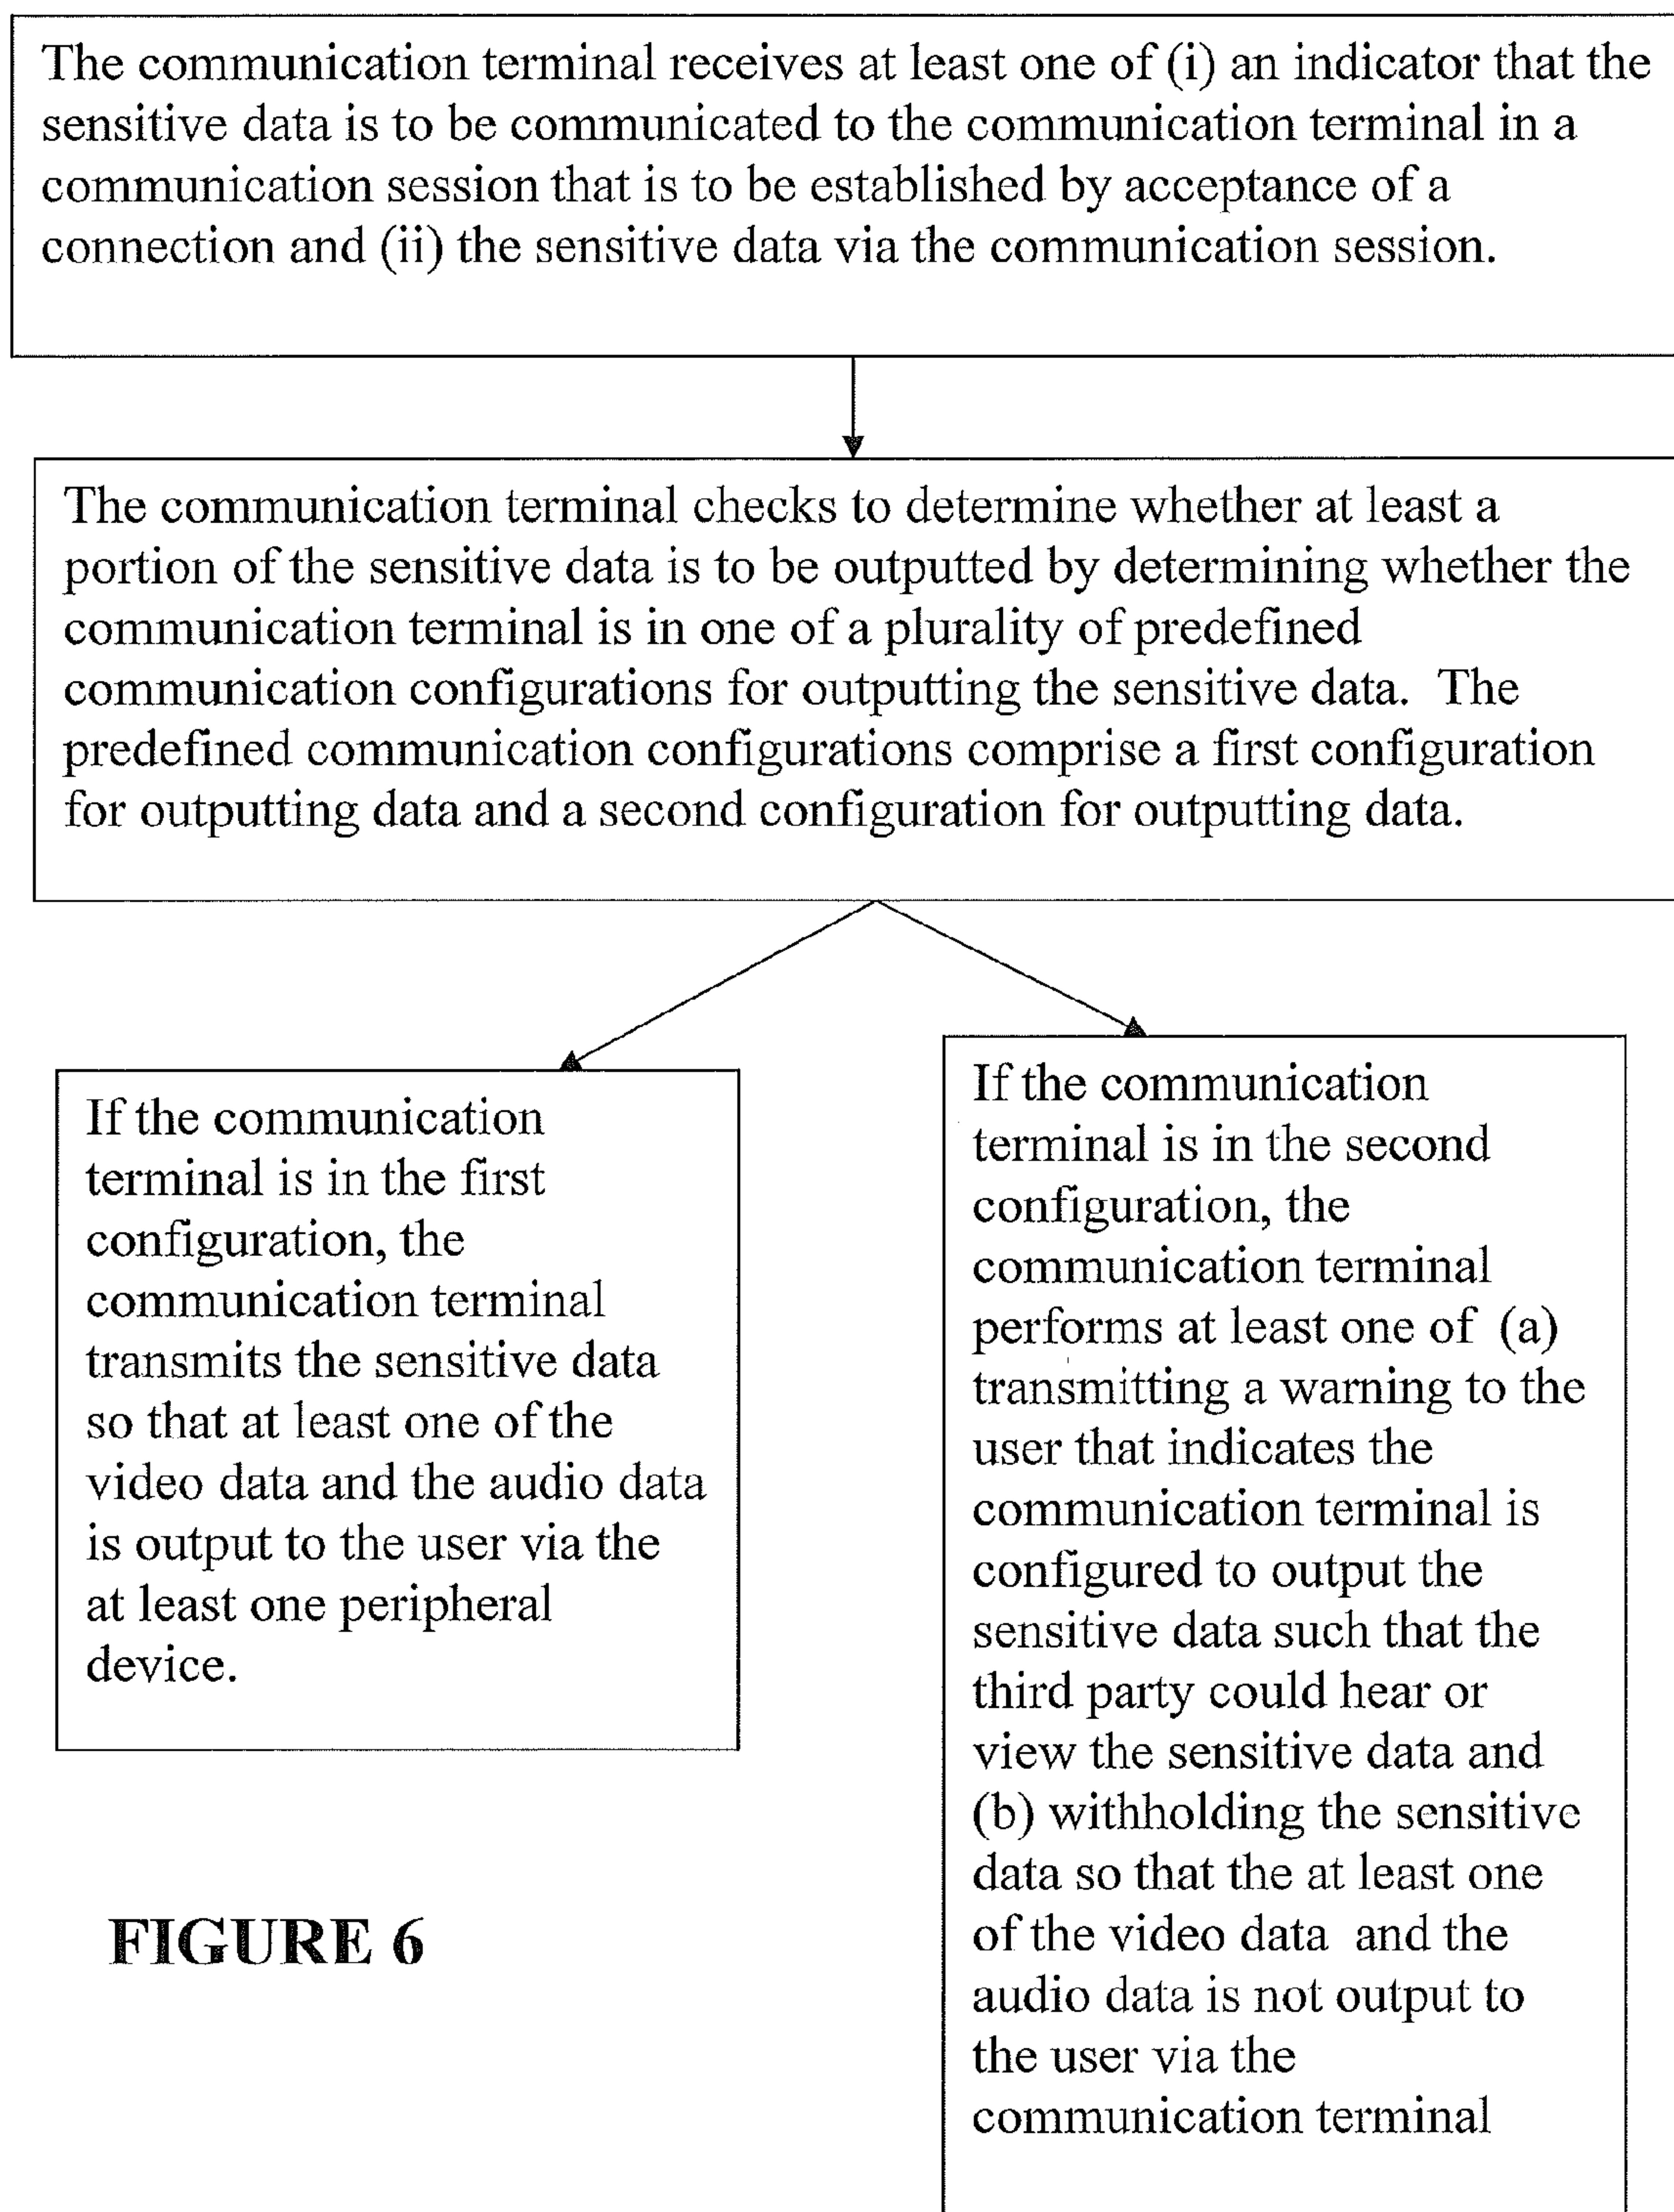 The communication terminal receives at least one of (i) an indicator that the
sensitive data is to be communicated to the communication terminal in a
communication session that is to be established by acceptance of a
connection and (ii) the sensitive data via the communication session.
The communication terminal checks to determine whether at least a
portion of the sensitive data is to be outputted by determining whether the
communication terminal is in one of a plurality of predefined
communication configurations for outputting the sensitive data.  The
predefined communication configurations comprise a first configuration
for outputting data and a second configuration for outputting data.
If the communication
terminal is in the first
configuration, the
communication terminal
transmits the sensitive data
so that at least one of the
video data and the audio data
is output to the user via the
at least one peripheral
device.
If the communication
terminal is in the second
configuration, the
communication terminal
performs at least one of  (a)
transmitting a warning to the
user that indicates the
communication terminal is
configured to output the
sensitive data such that the
third party could hear or
view the sensitive data and
(b) withholding the sensitive
data so that the at least one
of the video data  and the
audio data is not output to
the user via the
communication terminal
FIGURE 6